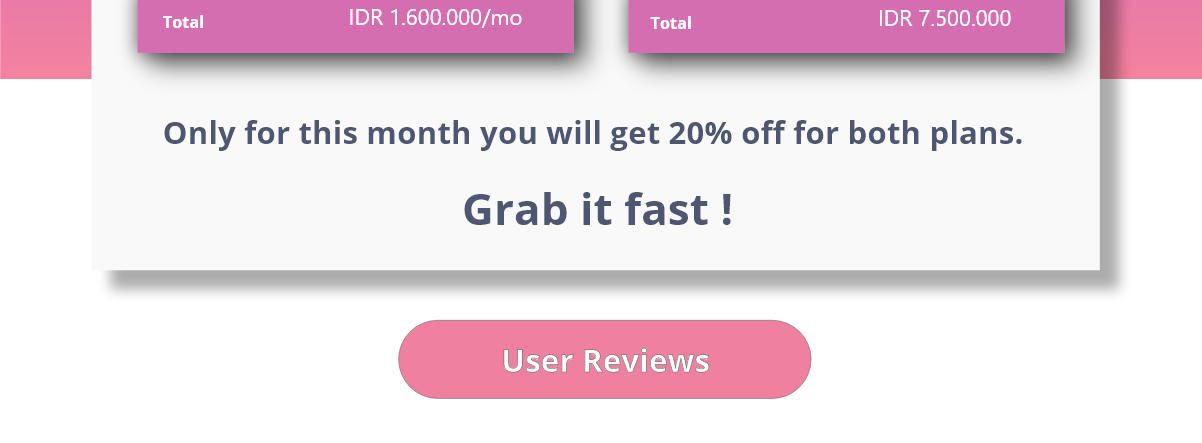 Total IDR 1.600.000/mo
Total IDR 7.500.000
Only for this month you will get 20% off for both plans.
Grab it fast !
User Reviews